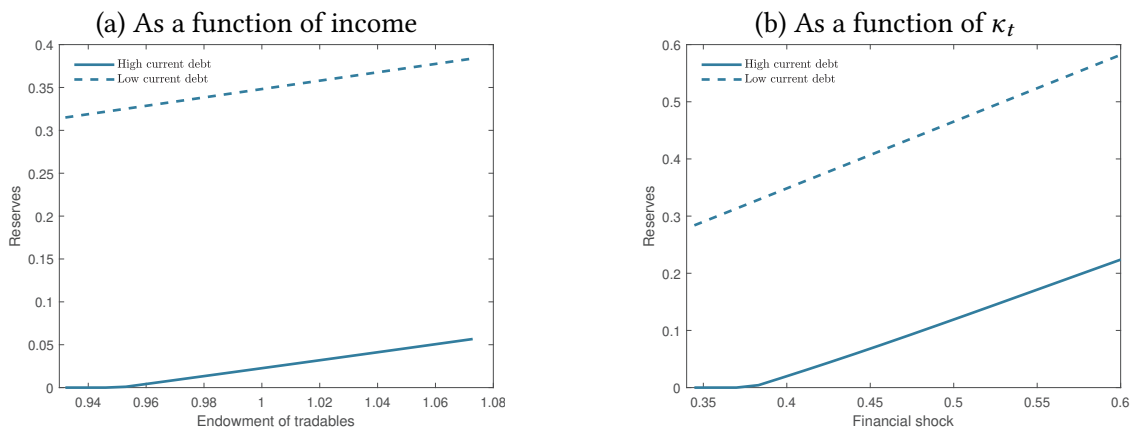 (a) As a function of income
0.4
0.35
0.3
0.25
0.2
0.15
0.1
0.05
0
Reserves
High current debt
Low current debt
0.94 0.96 0.98 1 1.02 1.04 1.06 1.08
Endowment of tradables
(b) As a function of κt
0.6
0.5
0.4
0.3
0.2
0.1
0
Reserves
High current debt
Low current debt
0.35 0.4 0.45 0.5 0.55 0.6
Financial shock